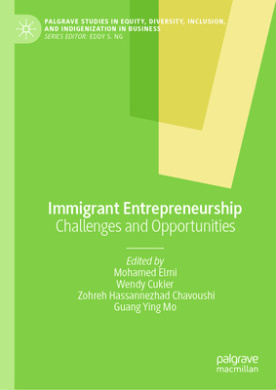 PALGRAVE STUDIES IN EQUITY, DIVERSITY, INCLUSION,
AND INDIGENIZATION IN BUSINESS
SERIES EDITOR: EDDY S. NG
Immigrant Entrepreneurship
Challenges and Opportunities
Edited by
Mohamed Elmi
Wendy Cukier
Zohreh Hassannezhad Chavoushi
Guang Ying Mo
palgrave
macmillan